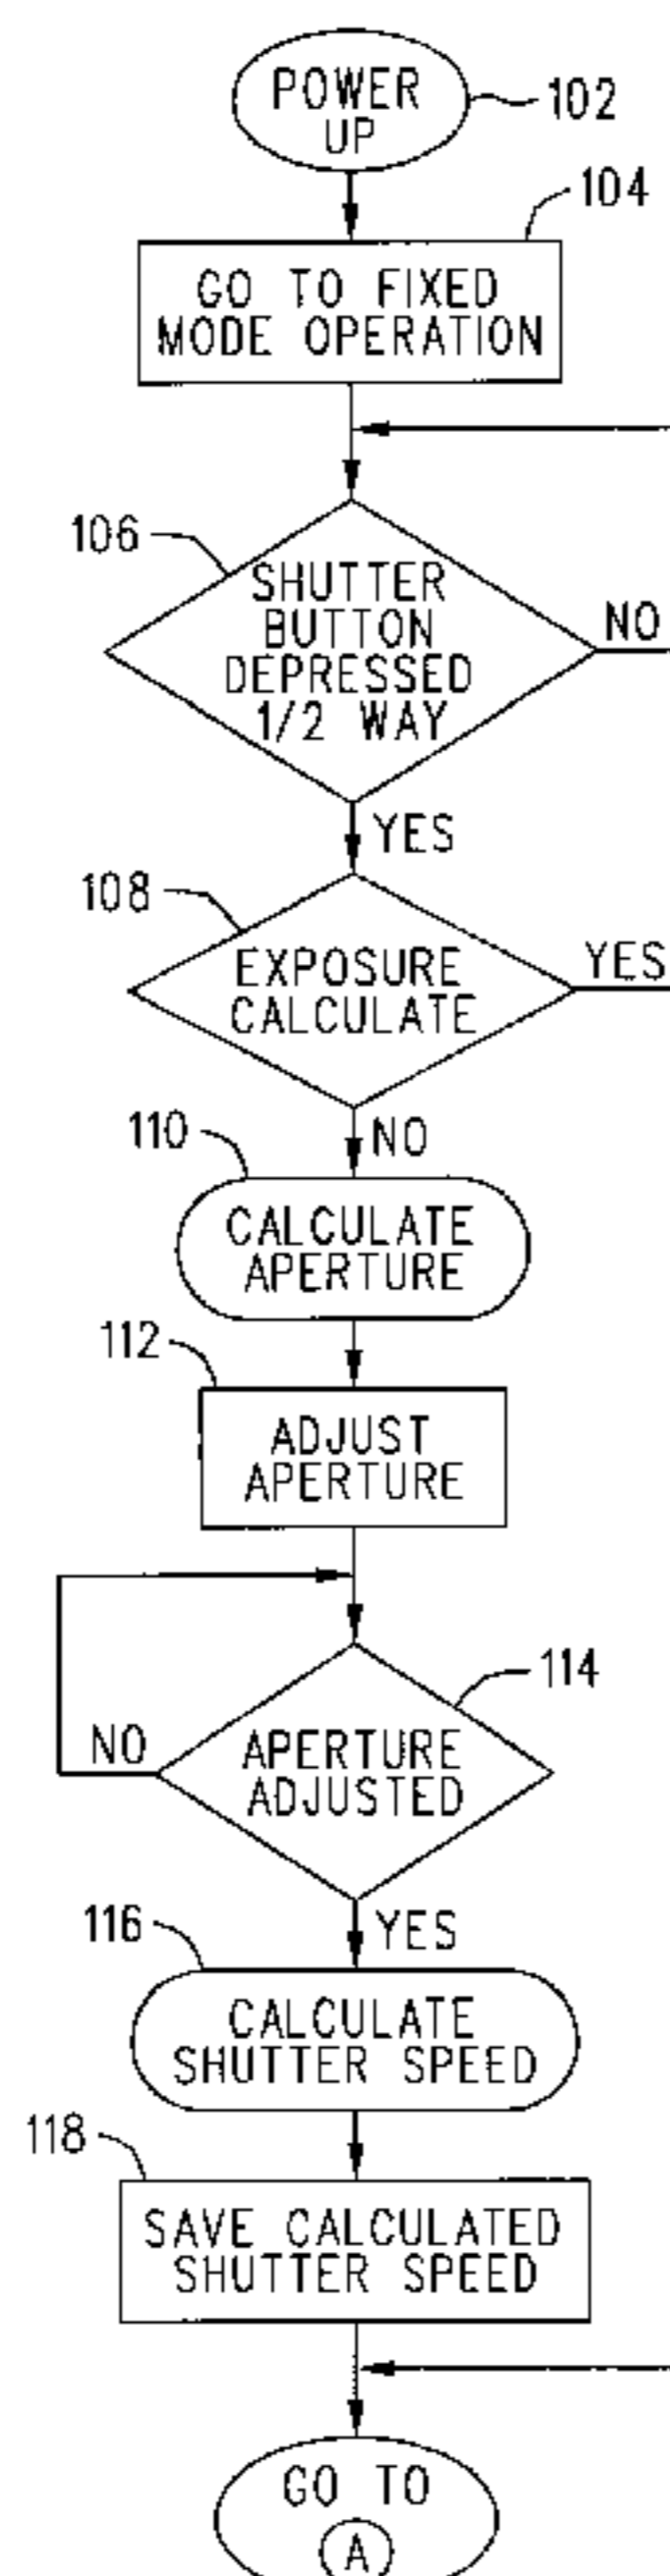 POWER
UP
102
104
GO TO FIXED
MODE OPERATION
106
SHUTTER
BUTTON
DEPRESSED
1/2 WAY
NO
YES
108
EXPOSURE
CALCULATE
YES
NO
110
CALCULATE
APERTURE
112
ADJUST
APERTURE
114
APERTURE
ADJUSTED
NO
YES
116
CALCULATE
SHUTTER SPEED
118
SAVE CALCULATED
SHUTTER SPEED
GO TO
A